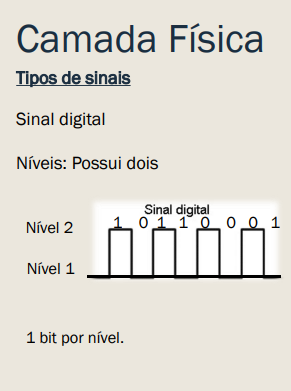 Camada Física
Tipos de sinais
Sinal digital
Níveis: Possui dois
Sinal digital
Nível 2 1 0 1 1 0 0 0 1
Nível 1
1 bit por nível.